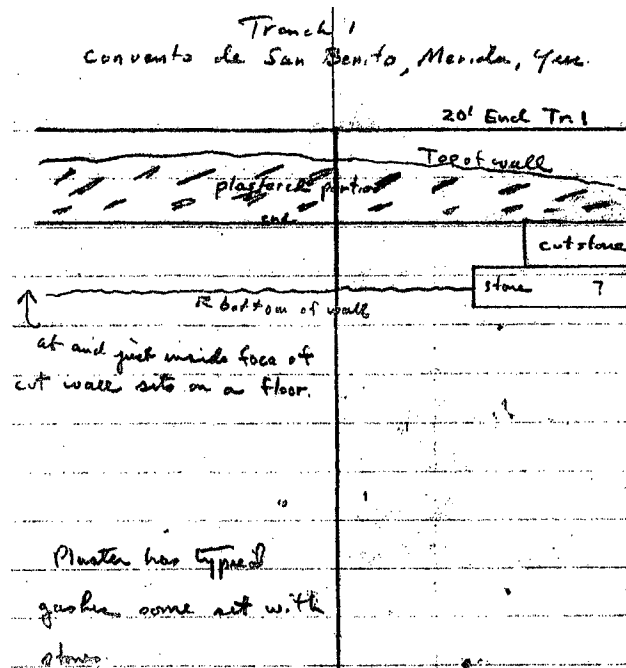 Trench 1
Convento de San Benito, Merida, Yuc.
20' End Tr. 1
Top of wall
plastered portion
end
cut stone
stone ?
bottom of wall
at and just inside face of
cut wall sits on a floor.
Plaster has typical
gashes some set with
stones